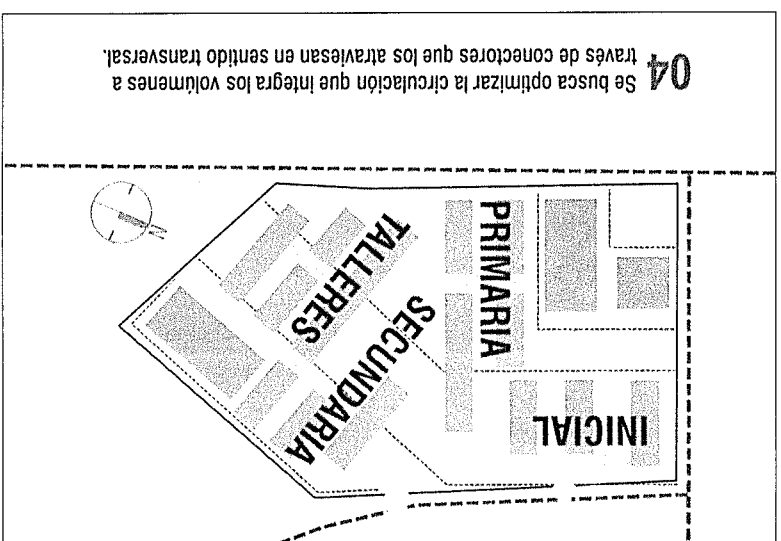 04
Se busca optimizar la circulación que integra los volúmenes a
través de conectores que los atraviesan en sentido transversal.
INICIAL
PRIMARIA
SECUNDARIA
TALLERES
N